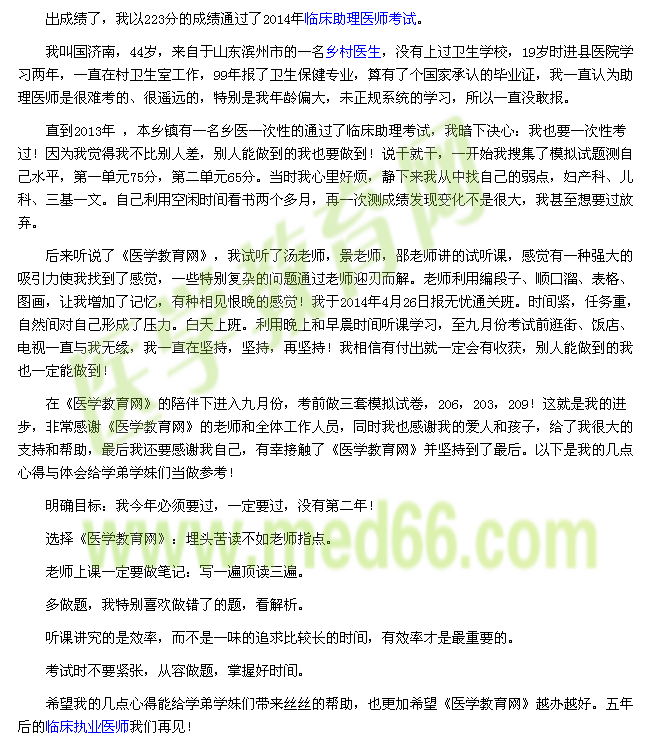 出成绩了，我以223分的成绩通过了2014年临床助理医师考试。
我叫国济南，44岁，来自于山东滨州市的一名乡村医生，没有上过卫生学校，19岁时进县医院学
习两年，一直在村卫生室工作，99年报了卫生保健专业，算有了个国家承认的毕业证，我一直认为助
理医师是很难考的、很遥远的，特别是我年龄偏大，未正规系统的学习，所以一直没敢报。
直到2013年 ，本乡镇有一名乡医一次性的通过了临床助理考试，我暗下决心：我也要一次性考
过！因为我觉得我不比别人差，别人能做到的我也要做到！说干就干，一开始我搜集了模拟试题测自
己水平，第一单元75分，第二单元65分。当时我心里好烦，静下来我从中找自己的弱点，妇产科、儿
科、三基一文。自己利用空闲时间看书两个多月，再一次测成绩发现变化不是很大，我甚至想要过放
弃。
后来听说了《医学教育网》，我试听了汤老师，景老师，邵老师讲的试听课，感觉有一种强大的
吸引力使我找到了感觉，一些特别复杂的问题通过老师迎刃而解。老师利用编段子、顺口溜、表格、
图画，让我增加了记忆，有种相见恨晚的感觉！我于2014年4月26日报无忧通关班。时间紧，任务重，
自然间对自己形成了压力。白天上班。利用晚上和早晨时间听课学习，至九月份考试前逛街、饭店、
电视一直与我无缘，我一直在坚持，坚持，再坚持！我相信有付出就一定会有收获，别人能做到的我
也一定能做到！
在《医学教育网》的陪伴下进入九月份，考前做三套模拟试卷，206，203，209！这就是我的进
步，非常感谢《医学教育网》的老师和全体工作人员，同时我也感谢我的爱人和孩子，给了我很大的
支持和帮助，最后我还要感谢我自己，有幸接触了《医学教育网》并坚持到了最后。以下是我的几点
心得与体会给学弟学妹们当做参考！
明确目标：我今年必须要过，一定要过，没有第二年！
选择《医学教育网》：埋头苦读不如老师指点。
老师上课一定要做笔记：写一遍顶读三遍。
多做题，我特别喜欢做错了的题，看解析。
听课讲究的是效率，而不是一味的追求比较长的时间，有效率才是最重要的。
考试时不要紧张，从容做题，掌握好时间。
希望我的几点心得能给学弟学妹们带来丝丝的帮助，也更加希望《医学教育网》越办越好。五年
后的临床执业医师我们再见！
医学教育网
www.med66.com